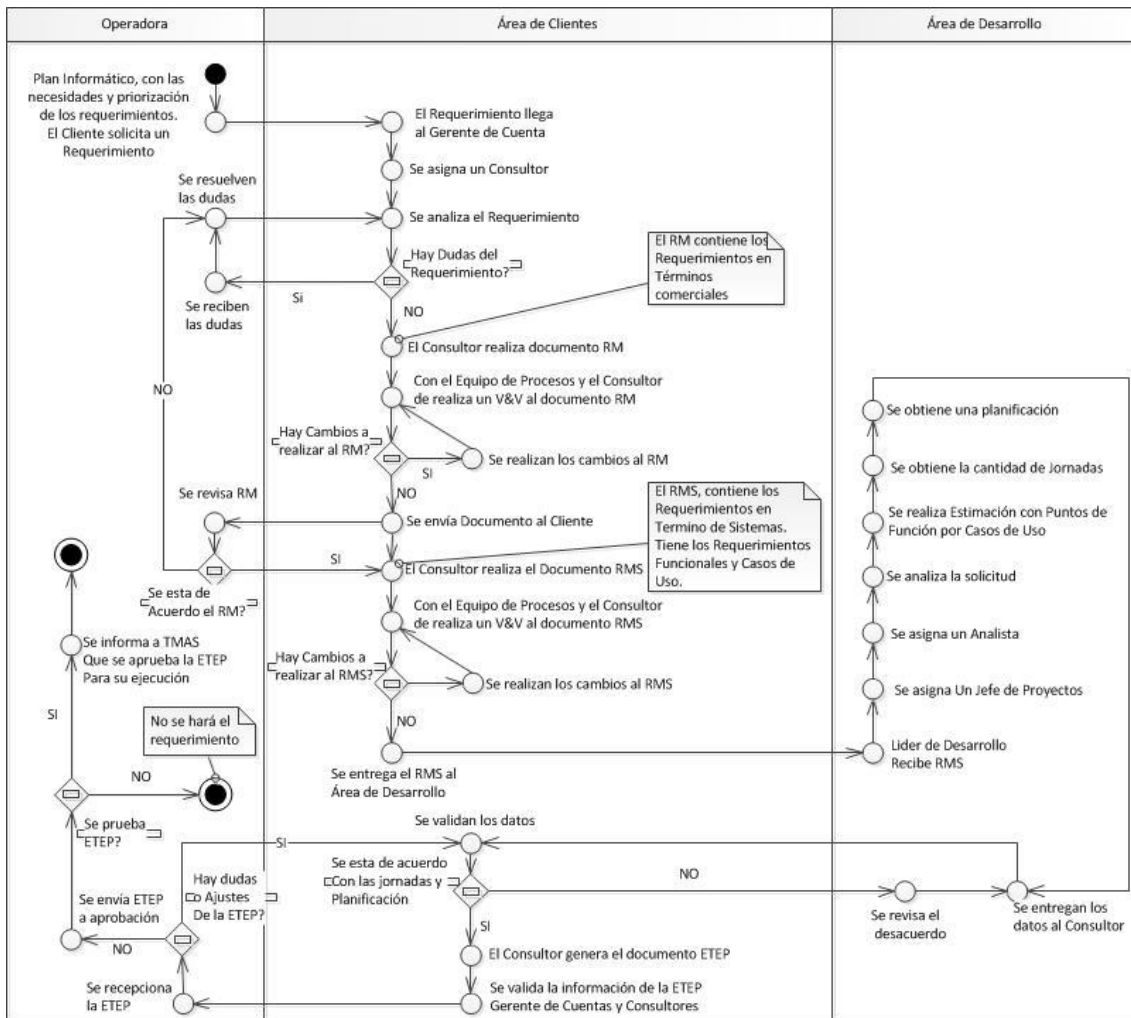 Operadora
Área de Clientes
Área de Desarrollo
Plan Informático, con las
necesidades y priorización
de los requerimientos.
El Cliente solicita un
Requerimiento
El Requerimiento llega
al Gerente de Cuenta
Se asigna un Consultor
Se resuelven
las dudas
Se analiza el Requerimiento
Hay Dudas del
Requerimiento?
El RM contiene los
Requerimientos en
Términos
comerciales
Si
Se reciben
las dudas
NO
El Consultor realiza documento RM
Con el Equipo de Procesos y el Consultor
de realiza un V&V al documento RM
NO
Hay Cambios a
realizar al RM?
SI
Se realizan los cambios al RM
NO
Se revisa RM
Se envía Documento al Cliente
El RMS, contiene los
Requerimientos en
Termino de Sistemas.
Tiene los Requerimientos
Funcionales y Casos de
Uso.
SI
El Consultor realiza el Documento RMS
Se esta de
Acuerdo el RM?
Con el Equipo de Procesos y el Consultor
de realiza un V&V al documento RMS
Hay Cambios a
realizar al RMS?
Se realizan los cambios al RMS
NO
Se entrega el RMS al
Área de Desarrollo
Se obtiene una planificación
Se obtiene la cantidad de Jornadas
Se realiza Estimación con Puntos de
Función por Casos de Uso
Se analiza la solicitud
Se asigna un Analista
Se asigna Un Jefe de Proyectos
Lider de Desarrollo
Recibe RMS
Se informa a TMAS
Que se aprueba la ETEP
Para su ejecución
SI
No se hará el
requerimiento
NO
Se prueba
ETEP?
SI
Se validan los datos
Se esta de acuerdo
Con las jornadas y
Planificación
NO
Se revisa el
desacuerdo
Se entregan los
datos al Consultor
Se envía ETEP
a aprobación
Hay dudas
o Ajustes
De la ETEP?
NO
SI
El Consultor genera el documento ETEP
Se recepciona
la ETEP
Se valida la información de la ETEP
Gerente de Cuentas y Consultores